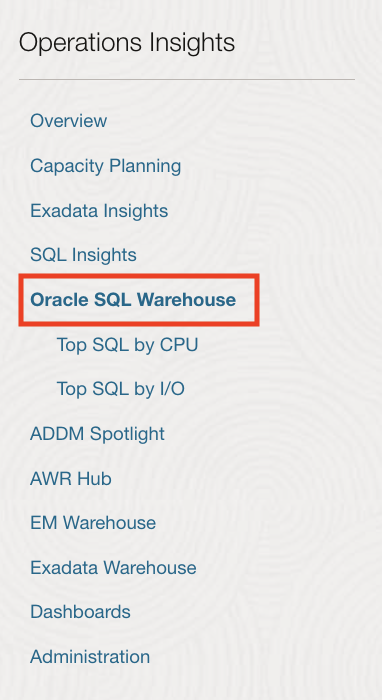 Operations Insights
Overview
Capacity Planning
Exadata Insights
SQL Insights
Oracle SQL Warehouse
Top SQL by CPU
Top SQL by I/O
ADDM Spotlight
AWR Hub
EM Warehouse
Exadata Warehouse
Dashboards
Administration